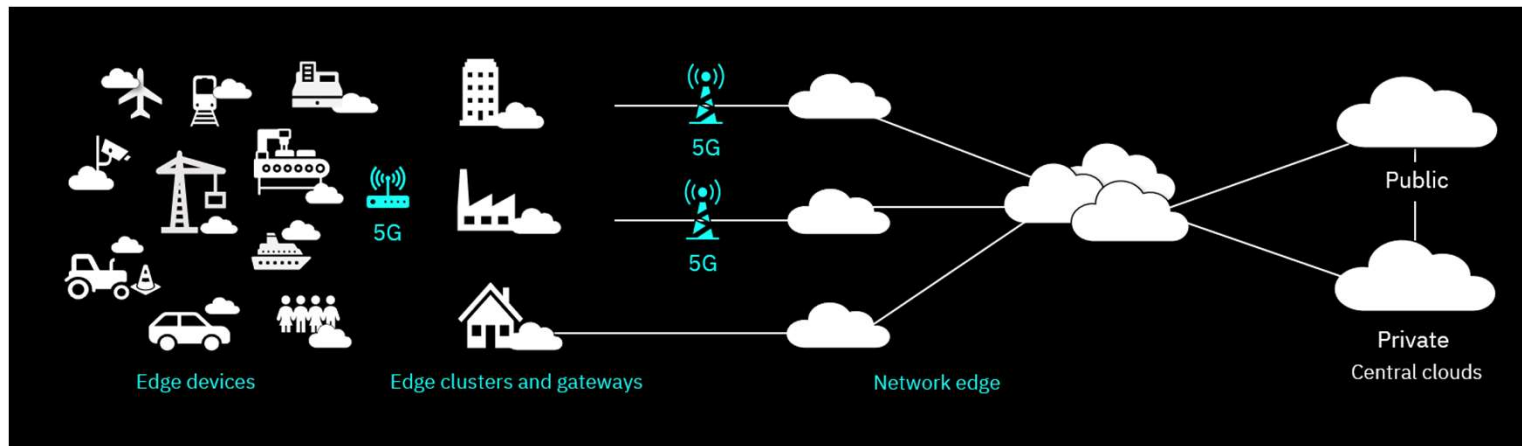 5G
5G
5G
Public
Private
Central clouds
Edge devices
Edge clusters and gateways
Network edge